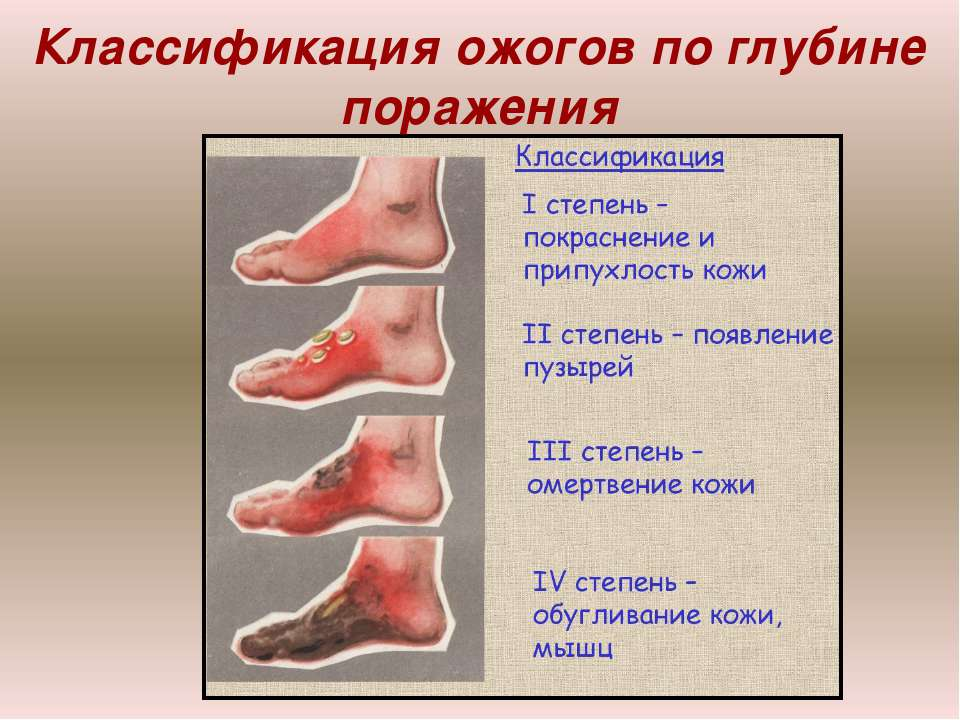 Классификация ожогов по глубине
поражения
Классификация
I степень –
покраснение и
припухлость кожи
II степень – появление
пузырей
III степень –
омертвение кожи
IV степень –
обугливание кожи,
мышц